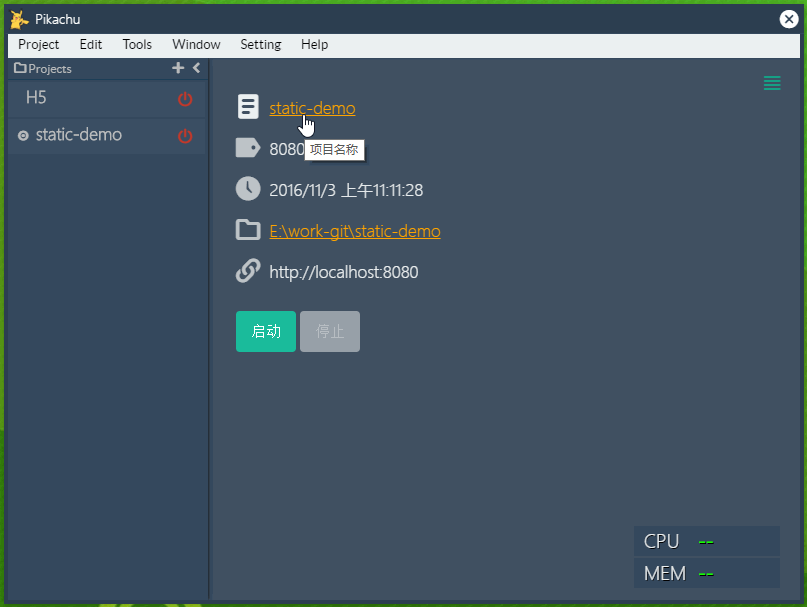 Pikachu
Project Edit Tools Window Setting Help
Projects
H5
static-demo
static-demo
8080
项目名称
2016/11/3 上午11:11:28
E:\work-git\static-demo
http://localhost:8080
启动 停止
CPU --
MEM --